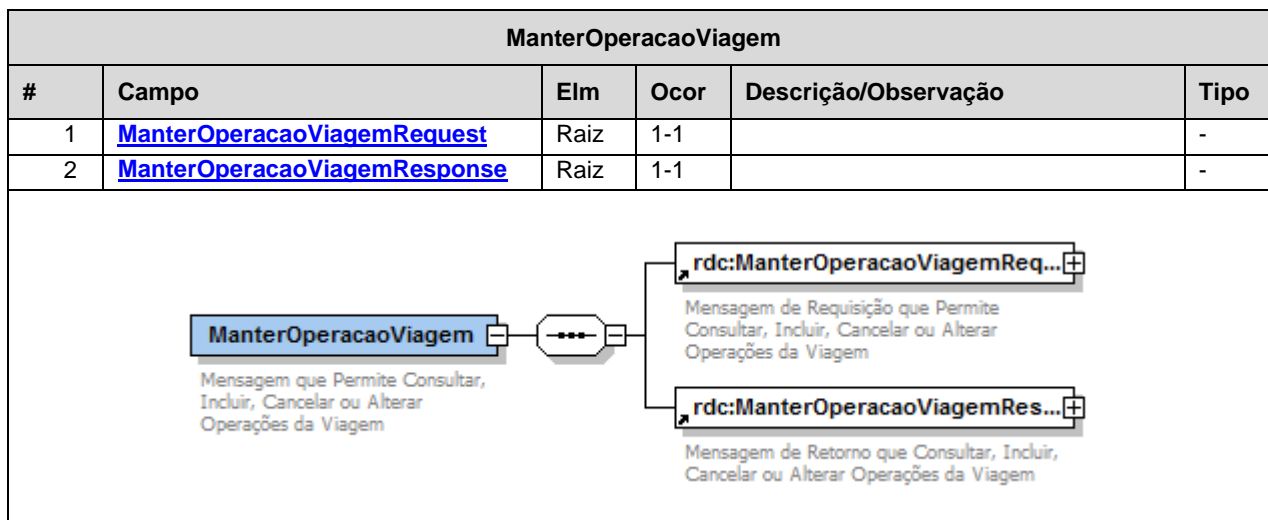 ManterOperacaoViagem
# Campo Elm Ocor Descrição/Observação Tipo
1 ManterOperacaoViagemRequest Raiz 1-1 -
2 ManterOperacaoViagemResponse Raiz 1-1 -
rdc:ManterOperacaoViagemReq...
Mensagem de Requisição que Permite
Consultar, Incluir, Cancelar ou Alterar
Operações da Viagem
ManterOperacaoViagem
Mensagem que Permite Consultar,
Incluir, Cancelar ou Alterar
Operações da Viagem
rdc:ManterOperacaoViagemRes...
Mensagem de Retorno que Consultar, Incluir,
Cancelar ou Alterar Operações da Viagem